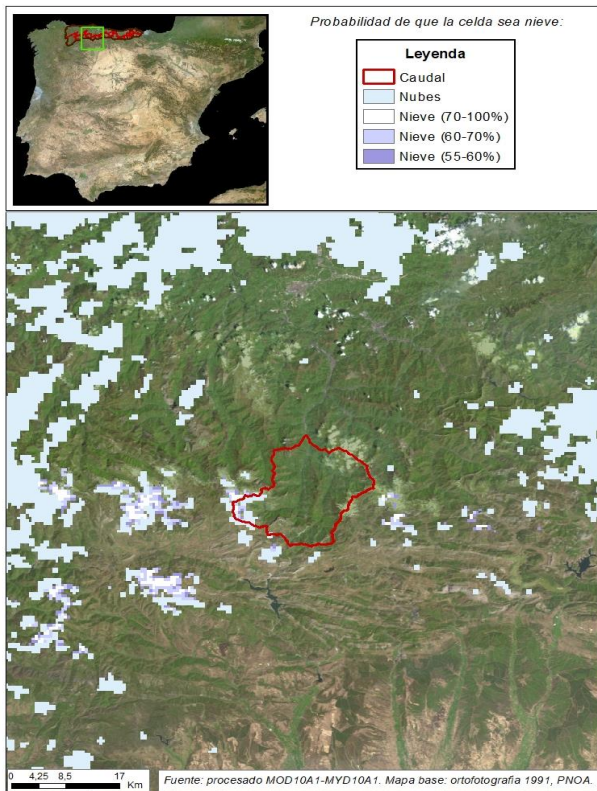 Probabilidad de que la celda sea nieve:
Leyenda
Caudal
Nubes
Nieve (70-100%)
Nieve (60-70%)
Nieve (55-60%)
0 4,25 8,5 17
Km
Fuente: procesado MOD10A1-MYD10A1. Mapa base: ortofotografia 1991, PNOA.